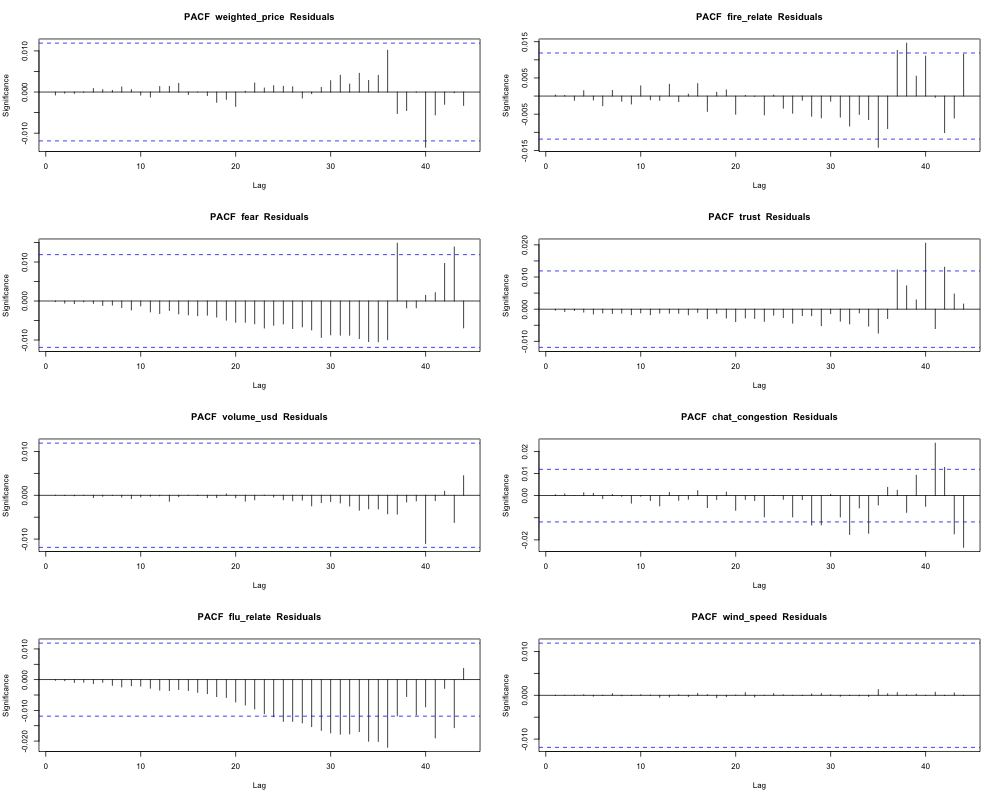 PACF weighted_price Residuals
Significance
0.010
0.000
-0.010
0 10 20 30 40
Lag
PACF fire_relate Residuals
Significance
0.015
0.005
-0.005
-0.015
0 10 20 30 40
Lag
PACF fear Residuals
Significance
0.010
0.000
-0.010
0 10 20 30 40
Lag
PACF trust Residuals
Significance
0.020
0.010
0.000
-0.010
0 10 20 30 40
Lag
PACF volume_usd Residuals
Significance
0.010
0.000
-0.010
0 10 20 30 40
Lag
PACF chat_congestion Residuals
Significance
0.02
0.00
-0.02
0 10 20 30 40
Lag
PACF flu_relate Residuals
Significance
0.010
0.000
-0.010
-0.020
0 10 20 30 40
Lag
PACF wind_speed Residuals
Significance
0.010
0.000
-0.010
0 10 20 30 40
Lag